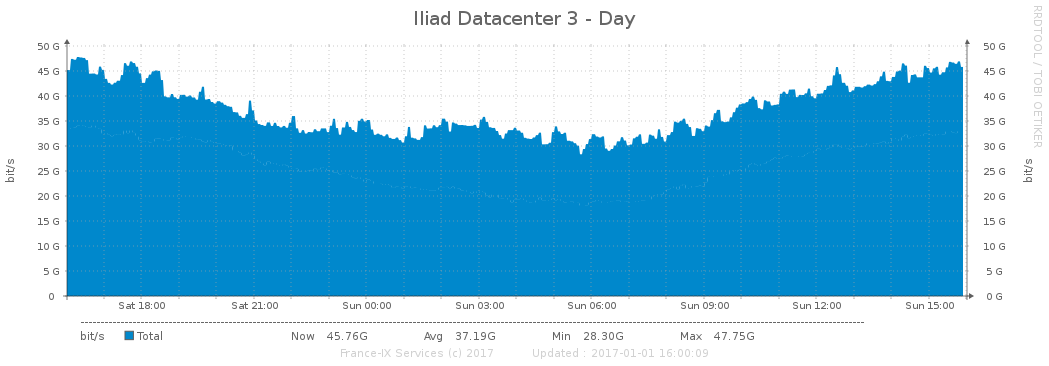 Iliad Datacenter 3 - Day
RRDTOOL / TOBI OETIKER
50 G 50 G
45 G 45 G
40 G 40 G
35 G 35 G
30 G 30 G
25 G 25 G
20 G 20 G
15 G 15 G
10 G 10 G
5 G 5 G
0 0 G
bit/s bit/s
Sat 18:00 Sat 21:00 Sun 00:00 Sun 03:00 Sun 06:00 Sun 09:00 Sun 12:00 Sun 15:00
bit/s Total Now 45.76G Avg 37.19G Min 28.30G Max 47.75G
France-IX Services (c) 2017 Updated : 2017-01-01 16:00:09